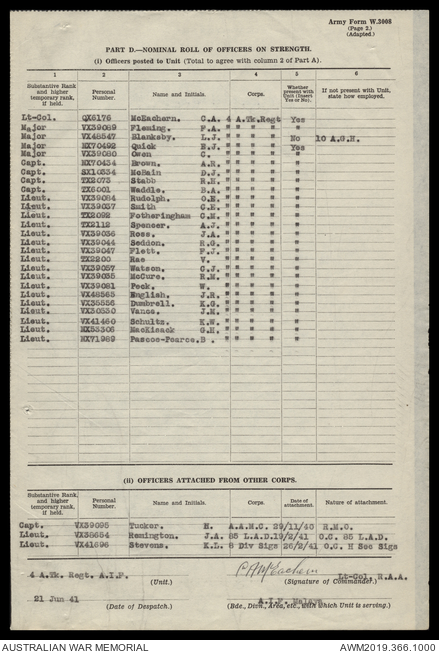 Army Form W.3008
(Page 2.)
(Adapted.)
PART D.—NOMINAL ROLL OF OFFICERS ON STRENGTH.
(i) Officers posted to Unit (Total to agree with column 2 of Part A).
1 2 3 4 5 6
Substantive Rank and higher temporary rank, if held. Personal Number. Name and Initials. Corps. Whether present with Unit (Insert Yes or No). If not present with Unit, state how employed.
Lt-Col. QX6176 McEachern. C.A. 4 A.Tk.Regt Yes
Major VX39089 Fleming. P.A. " " " " "
Major VX48547 Blanksby. L.J. " " " " No 10 A.G.H.
Major NX70492 Quick E.J. " " " " Yes
Major VX39080 Owen C. " " " " "
Capt. NX70434 Brown. A.R. " " " " "
Capt. SX10334 McBain D.J. " " " " "
Capt. TX2073 Stabb R.H. " " " " "
Capt. TX6001 Waddle. B.A. " " " " "
Lieut. VX39084 Rudolph. O.E. " " " " "
Lieut. VX39037 Smith C.E. " " " " "
Lieut. TX2092 Fotheringham C.M. " " " " "
Lieut. TX2112 Spencer. A.J. " " " " "
Lieut. VX39036 Ross. J.A. " " " " "
Lieut. VX39044 Seddon. R.G. " " " " "
Lieut. VX39047 Flett. P.J. " " " " "
Lieut. TX2200 Rae V. " " " " "
Lieut. VX39087 Watson. C.J. " " " " "
Lieut. VX39035 McCure. R.M. " " " " "
Lieut. VX39081 Peck. W. " " " " "
Lieut. VX48565 English. J.R. " " " " "
Lieut. Dumbrell. K.G. " " " " "
Lieut. Vance. J.M. " " " " "
Lieut. VX41460 Schultz. K.W. " " " " "
Lieut. NX53306 MacKisack G.H. " " " " "
Lieut. NX71989 Pascoe-Pearce.B . " " " " "
(ii) OFFICERS ATTACHED FROM OTHER CORPS.
Substantive Rank and higher temporary rank, if held. Personal Number. Name and Initials. Corps. Date of attachment. Nature of attachment.
Capt. VX39095 Tucker. H. A.A.M.C. 29/11/40 R.M.O.
Lieut. VX35654 Remington. J.A. 85 L.A.D.19/2/41 O.C. 85 L.A.D.
Lieut. VX41696 Stevens. K.L. 8 Div Sigs 26/2/41 O.C. H Sec Sigs
4 A.Tk. Regt. A.I.F. (Unit.)
C A McEachern Lt-Col, R.A.A.
(Signature of Commander.)
21 Jun 41 (Date of Despatch.)
A.I.F. Malaya
(Bde., Divn., Area, etc., with which Unit is serving.)
AUSTRALIAN WAR MEMORIAL
AWM2019.366.1000